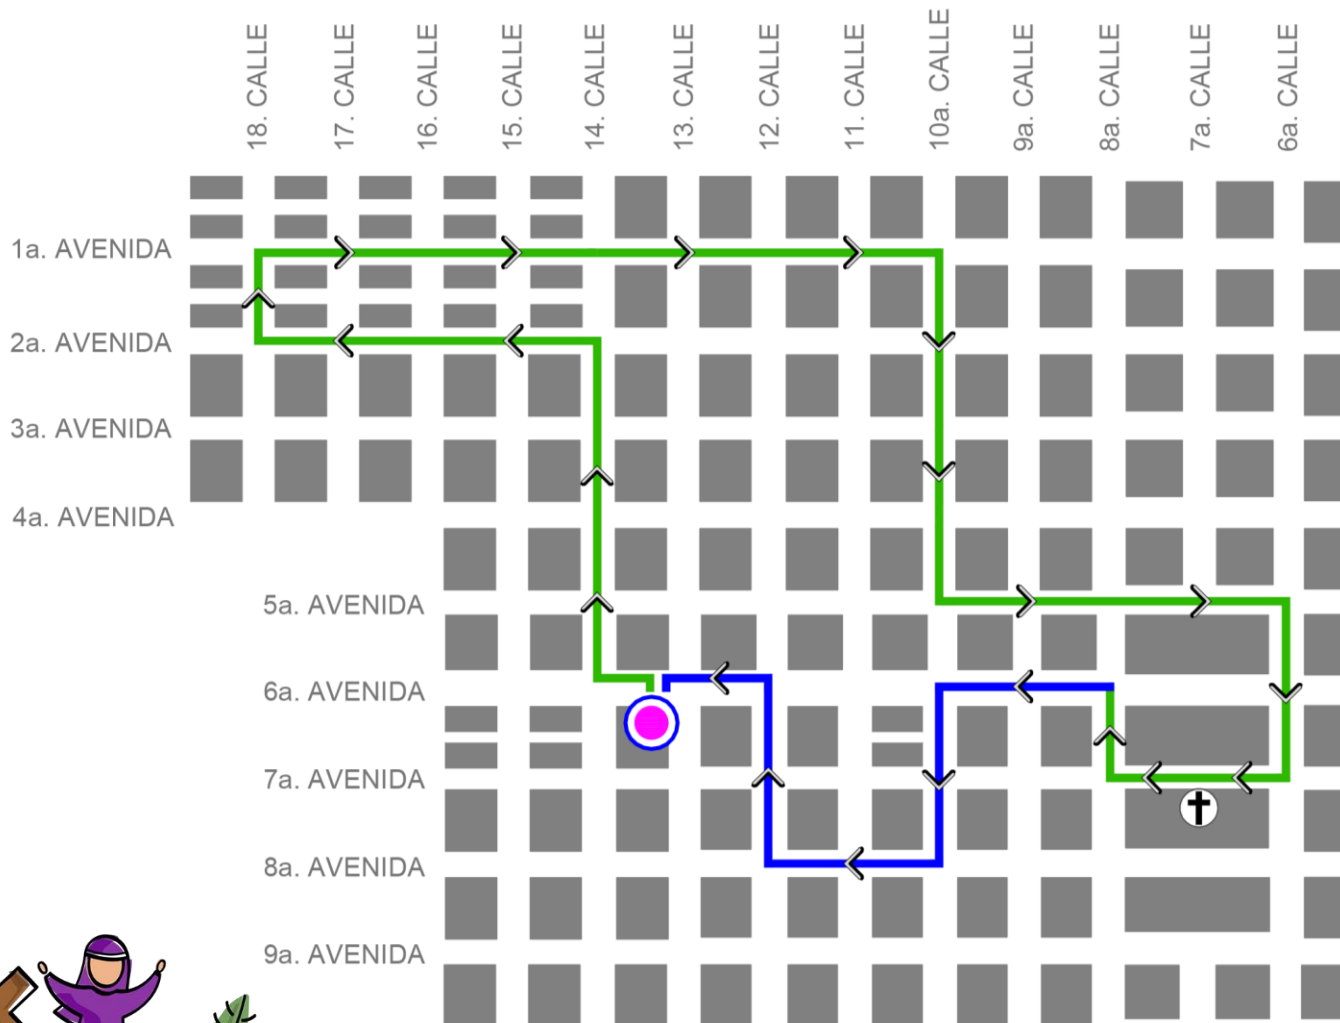 18. CALLE
17. CALLE
16. CALLE
15. CALLE
14. CALLE
13. CALLE
12. CALLE
11. CALLE
10a. CALLE
9a. CALLE
8a. CALLE
7a. CALLE
6a. CALLE
1a. AVENIDA
2a. AVENIDA
3a. AVENIDA
4a. AVENIDA
5a. AVENIDA
6a. AVENIDA
7a. AVENIDA
8a. AVENIDA
9a. AVENIDA